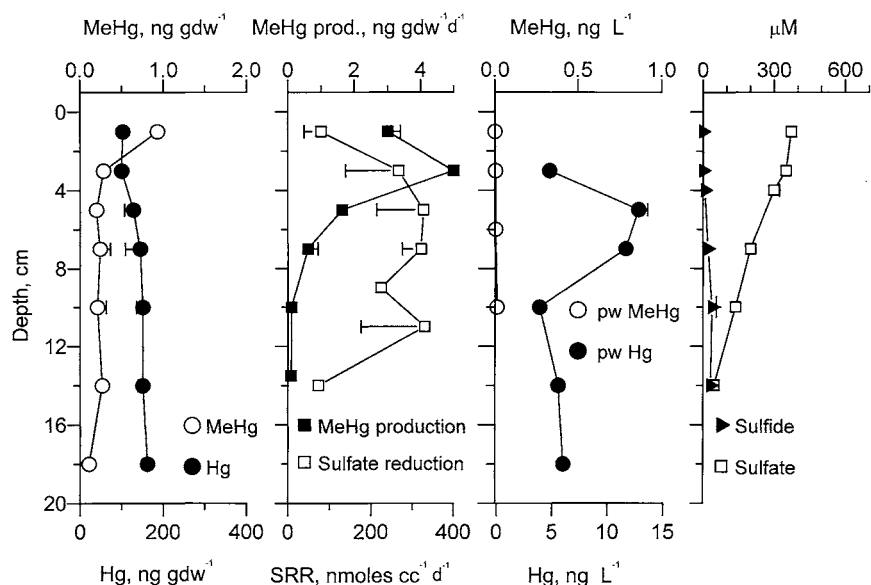 MeHg, ng gdw⁻¹
MeHg prod., ng gdw⁻¹d⁻¹
MeHg, ng L⁻¹
μM
0.0 1.0 2.0
0 2 4
0.0 0.5 1.0
0 300 600
Depth, cm
0
4
8
12
16
20
pw MeHg
pw Hg
MeHg
Hg
MeHg production
Sulfate reduction
Sulfide
Sulfate
0 200 400
0 200 400
0 5 10 15
Hg, ng gdw⁻¹
SRR, nmoles cc⁻¹ d⁻¹
Hg, ng L⁻¹